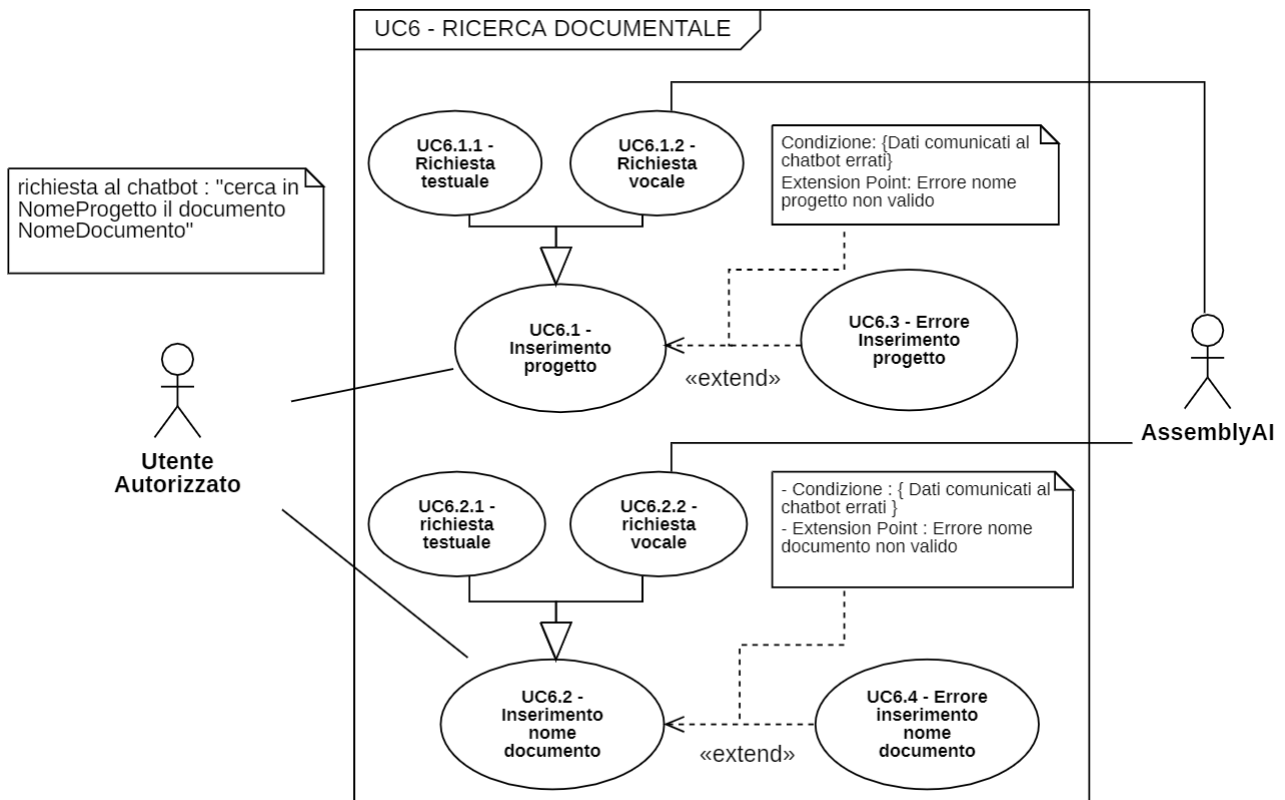 UC6 - RICERCA DOCUMENTALE
richiesta al chatbot : "cerca in
NomeProgetto il documento
NomeDocumento"
UC6.1.1 -
Richiesta
testuale
UC6.1.2 -
Richiesta
vocale
Condizione: {Dati comunicati al
chatbot errati}
Extension Point: Errore nome
progetto non valido
UC6.1 -
Inserimento
progetto
«extend»
UC6.3 - Errore
Inserimento
progetto
Utente
Autorizzato
AssemblyAI
UC6.2.1 -
richiesta
testuale
UC6.2.2 -
richiesta
vocale
- Condizione : { Dati comunicati al
chatbot errati }
- Extension Point : Errore nome
documento non valido
UC6.2 -
Inserimento
nome
documento
«extend»
UC6.4 - Errore
inserimento
nome
documento